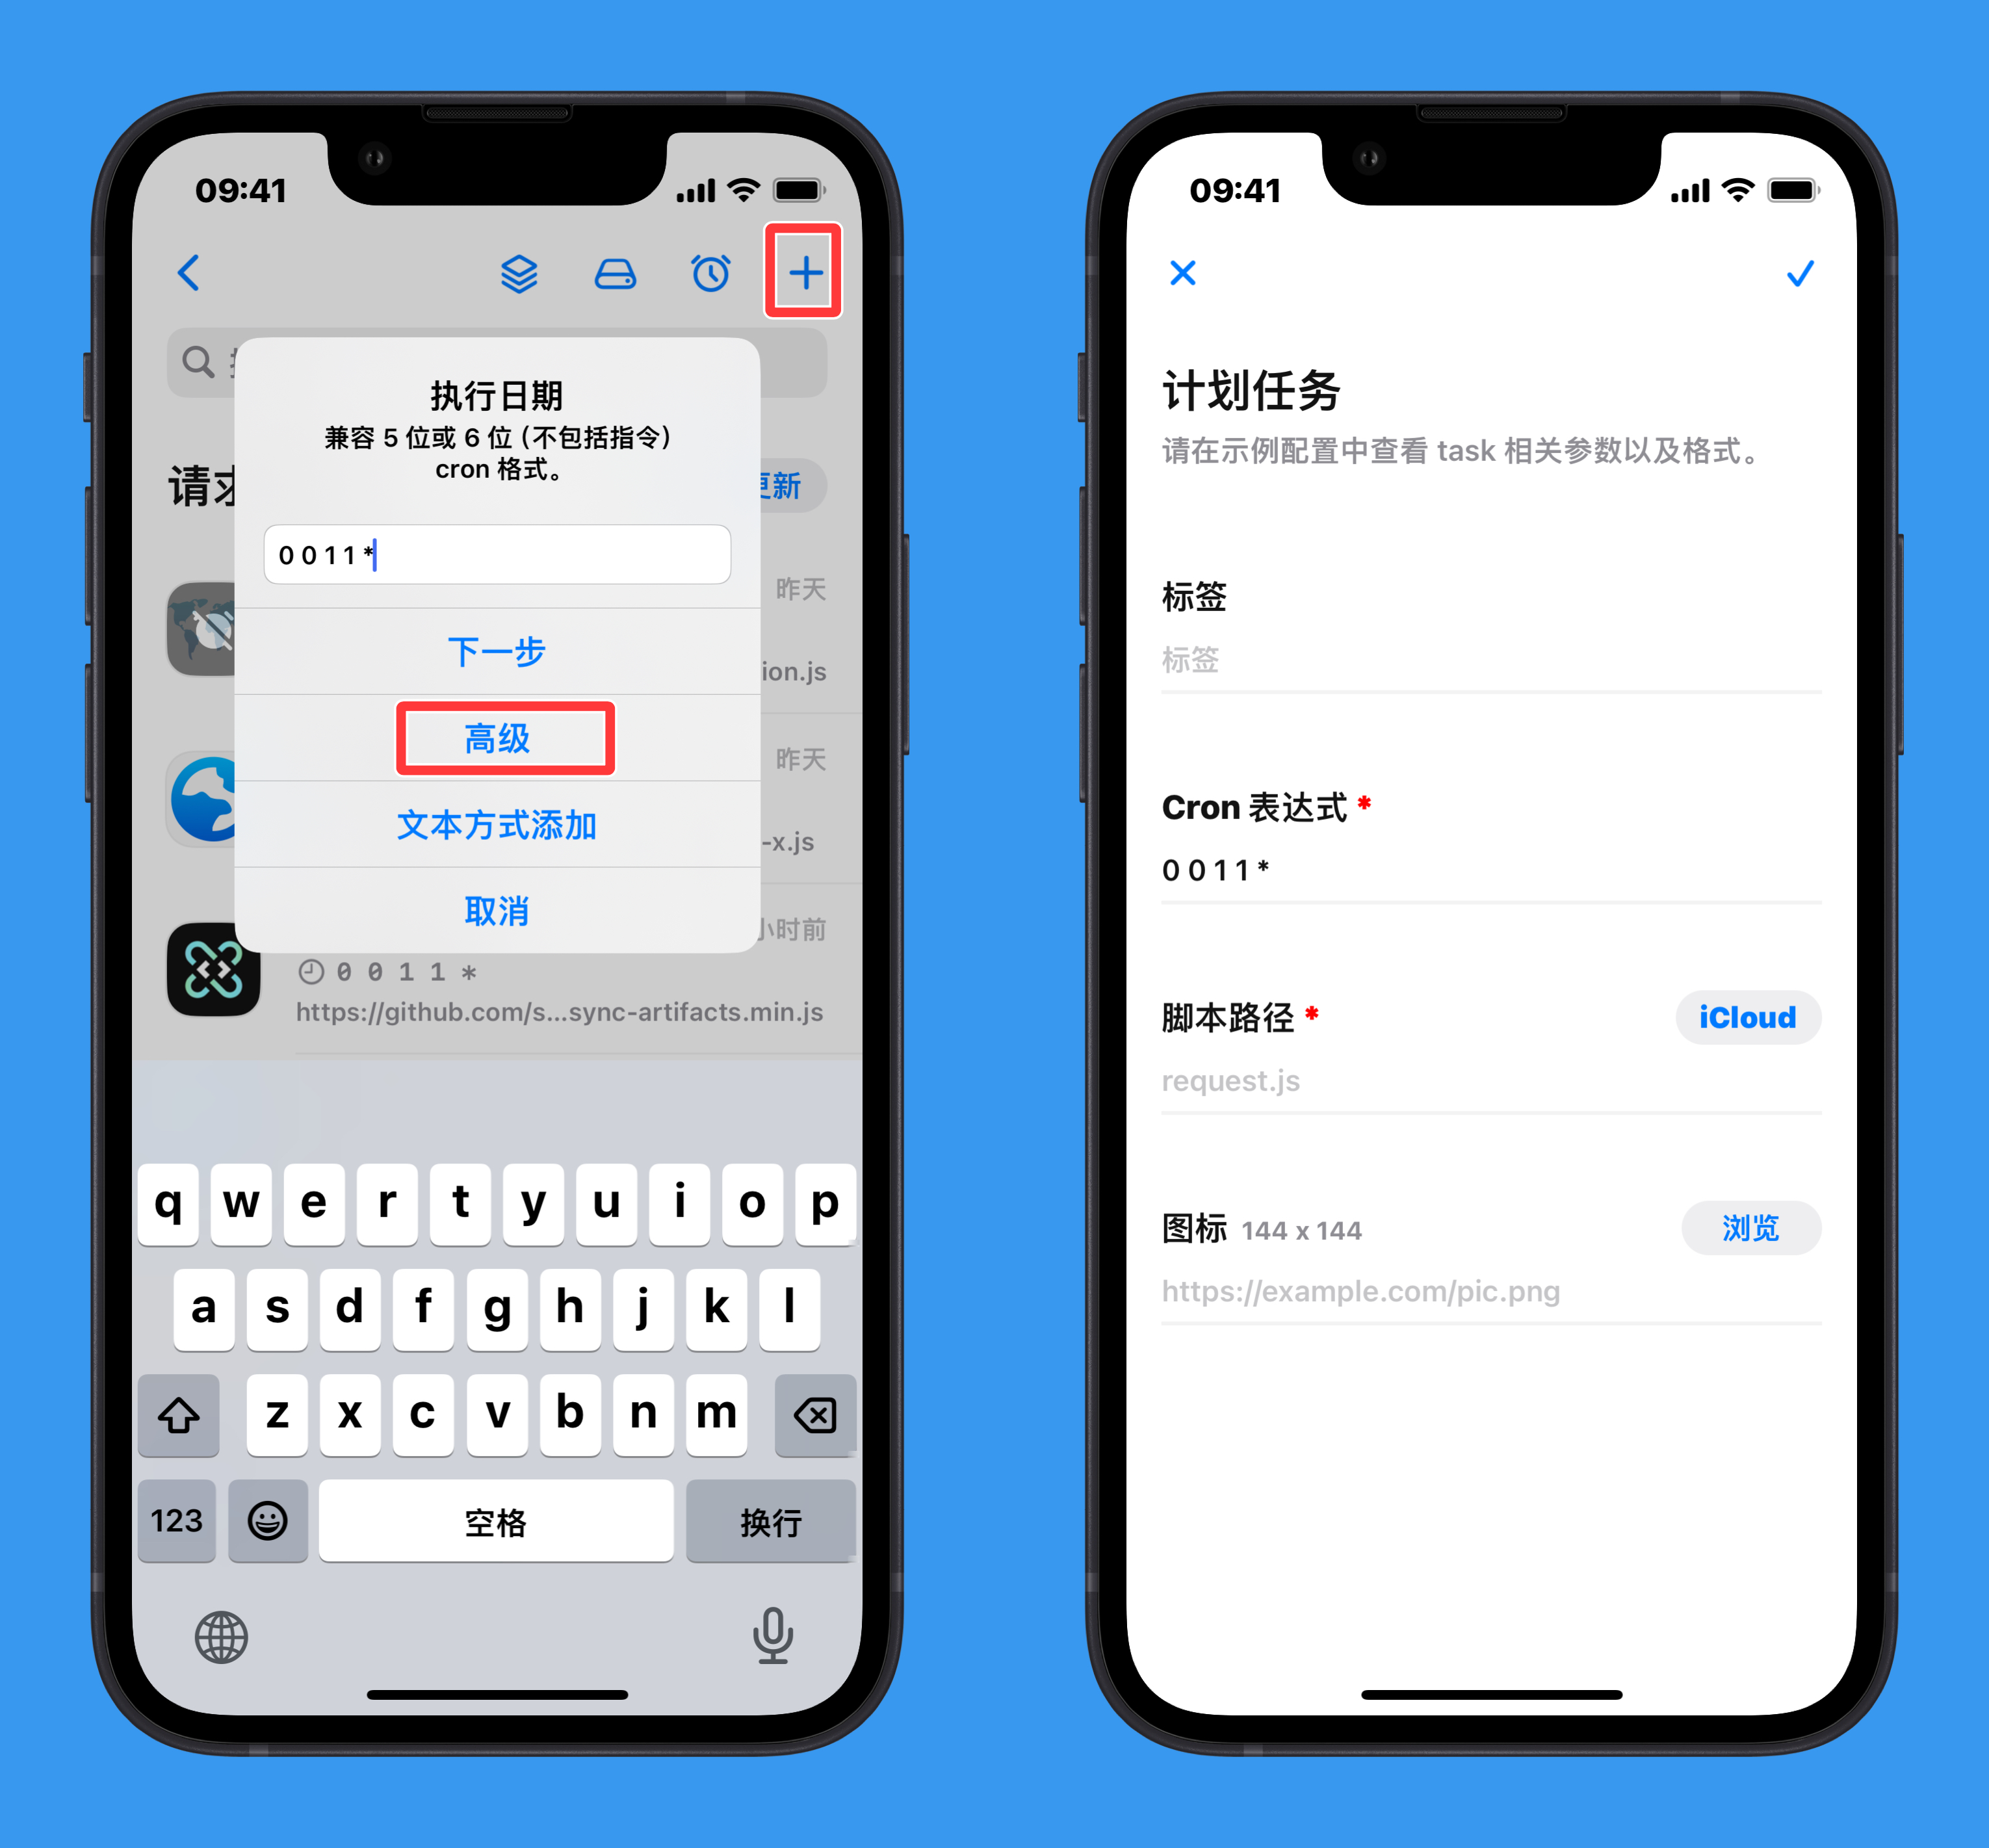 09:41
执行日期
兼容 5 位或 6 位（不包括指令）
cron 格式。
请求
更新
0 0 1 1 *
昨天
下一步
ion.js
高级
昨天
文本方式添加
-x.js
取消
小时前
0 0 1 1 *
https://github.com/s...sync-artifacts.min.js
q w e r t y u i o p
a s d f g h j k l
z x c v b n m
123
空格
换行
09:41
计划任务
请在示例配置中查看 task 相关参数以及格式。
标签
标签
Cron 表达式 *
0 0 1 1 *
脚本路径 *
iCloud
request.js
图标 144 x 144
浏览
https://example.com/pic.png